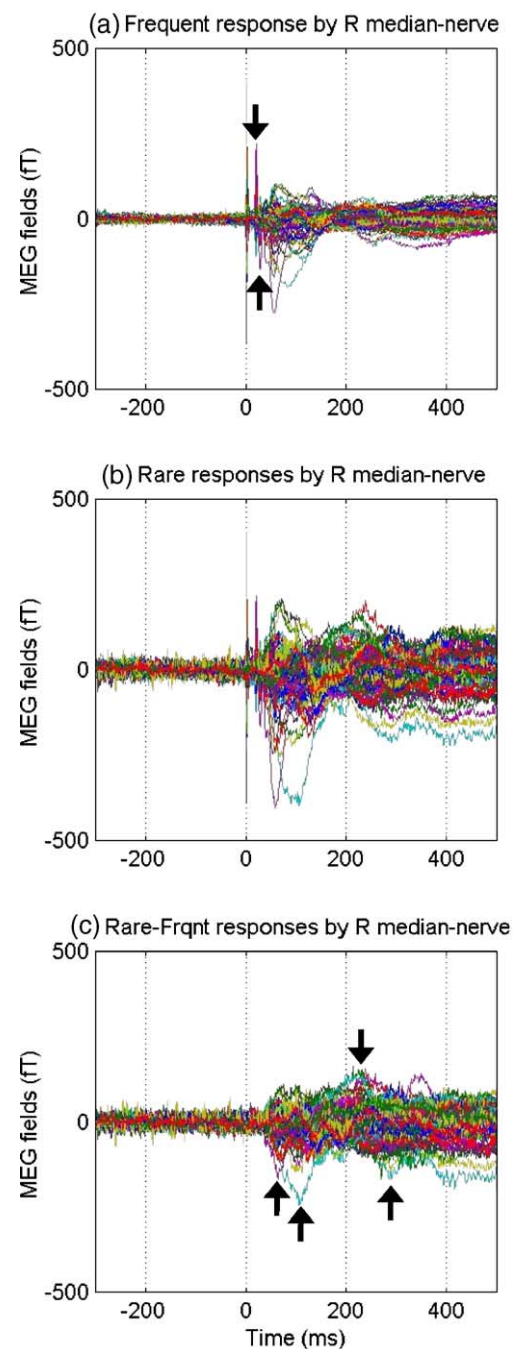 (a) Frequent response by R median-nerve
500
0
-500
MEG fields (fT)
-200 0 200 400
(b) Rare responses by R median-nerve
500
0
-500
MEG fields (fT)
-200 0 200 400
(c) Rare-Frqnt responses by R median-nerve
500
0
-500
MEG fields (fT)
-200 0 200 400
Time (ms)